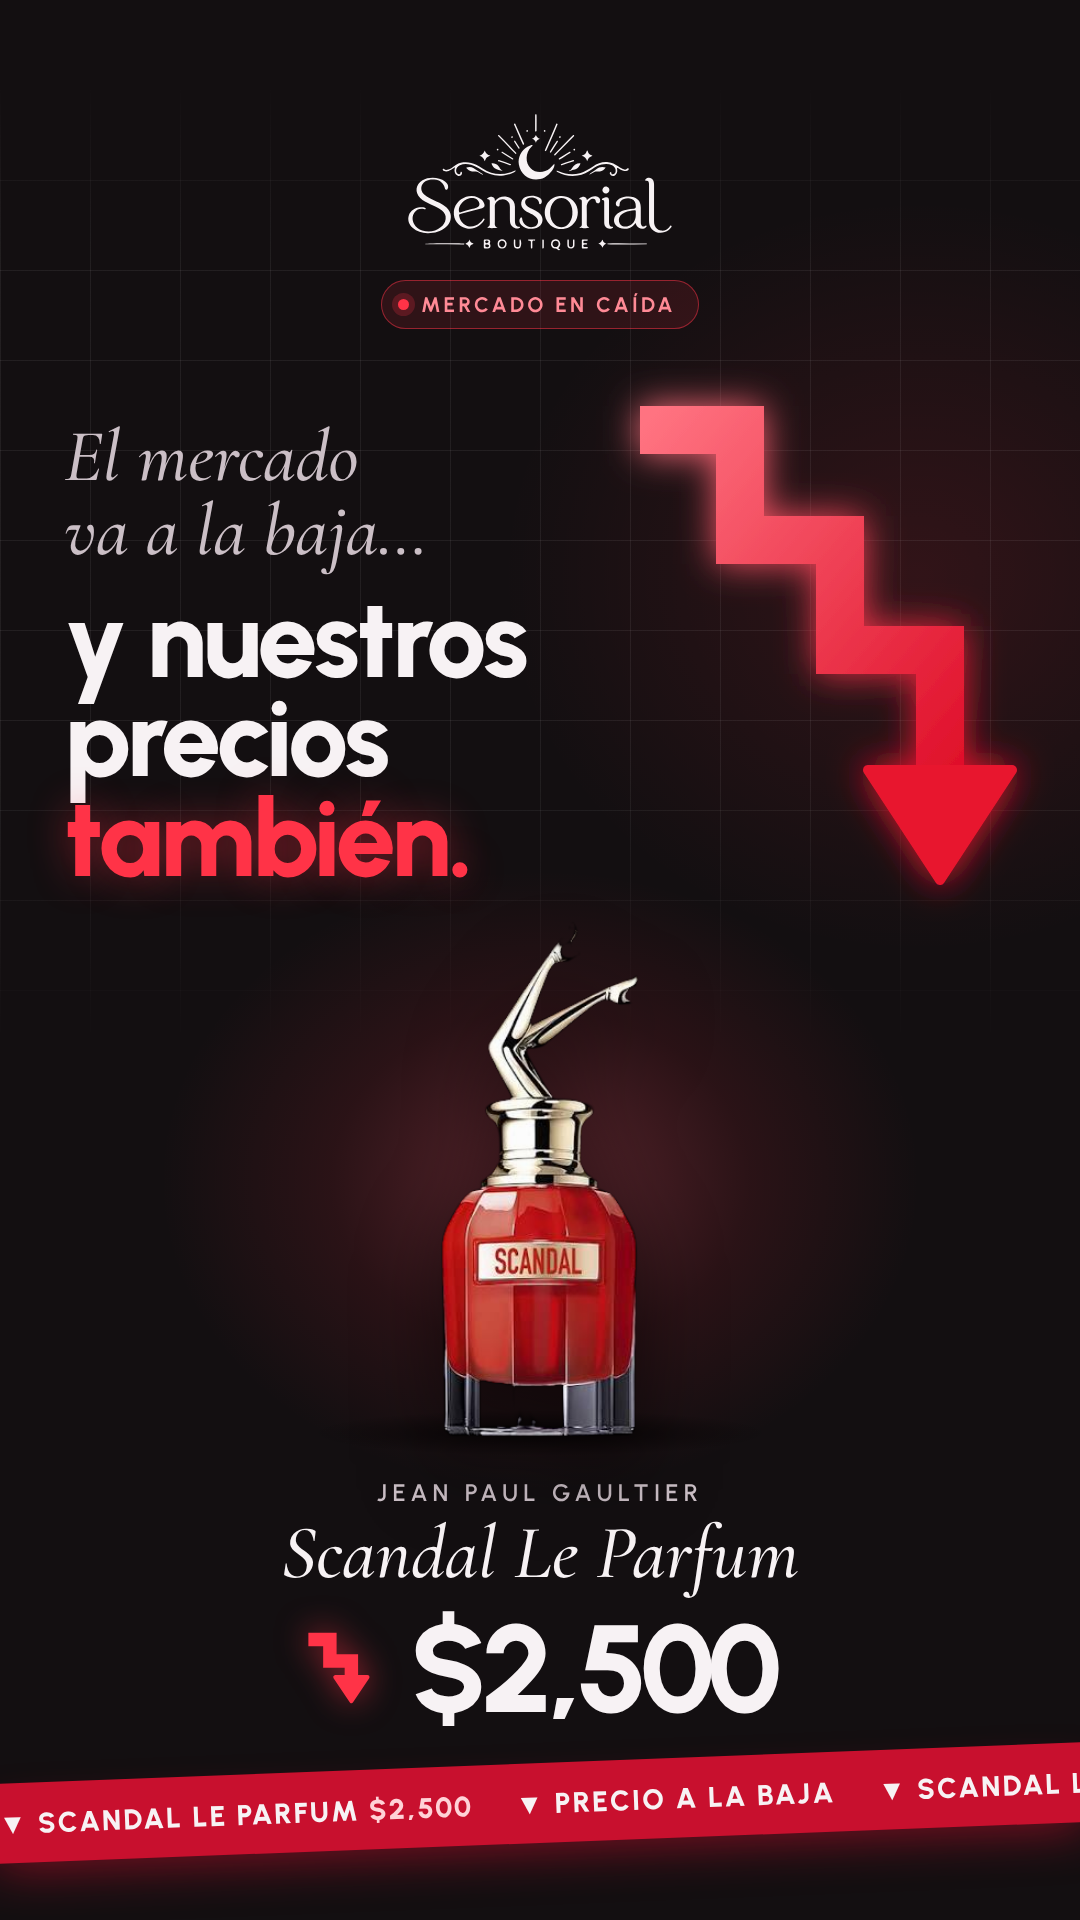 Sensorial
BOUTIQUE
MERCADO EN CAÍDA
El mercado
va a la baja...
y nuestros
precios
también.
SCANDAL
JEAN PAUL GAULTIER
Scandal Le Parfum
$2,500
▼ SCANDAL LE PARFUM $2,500 ▼ PRECIO A LA BAJA ▼ SCANDAL L